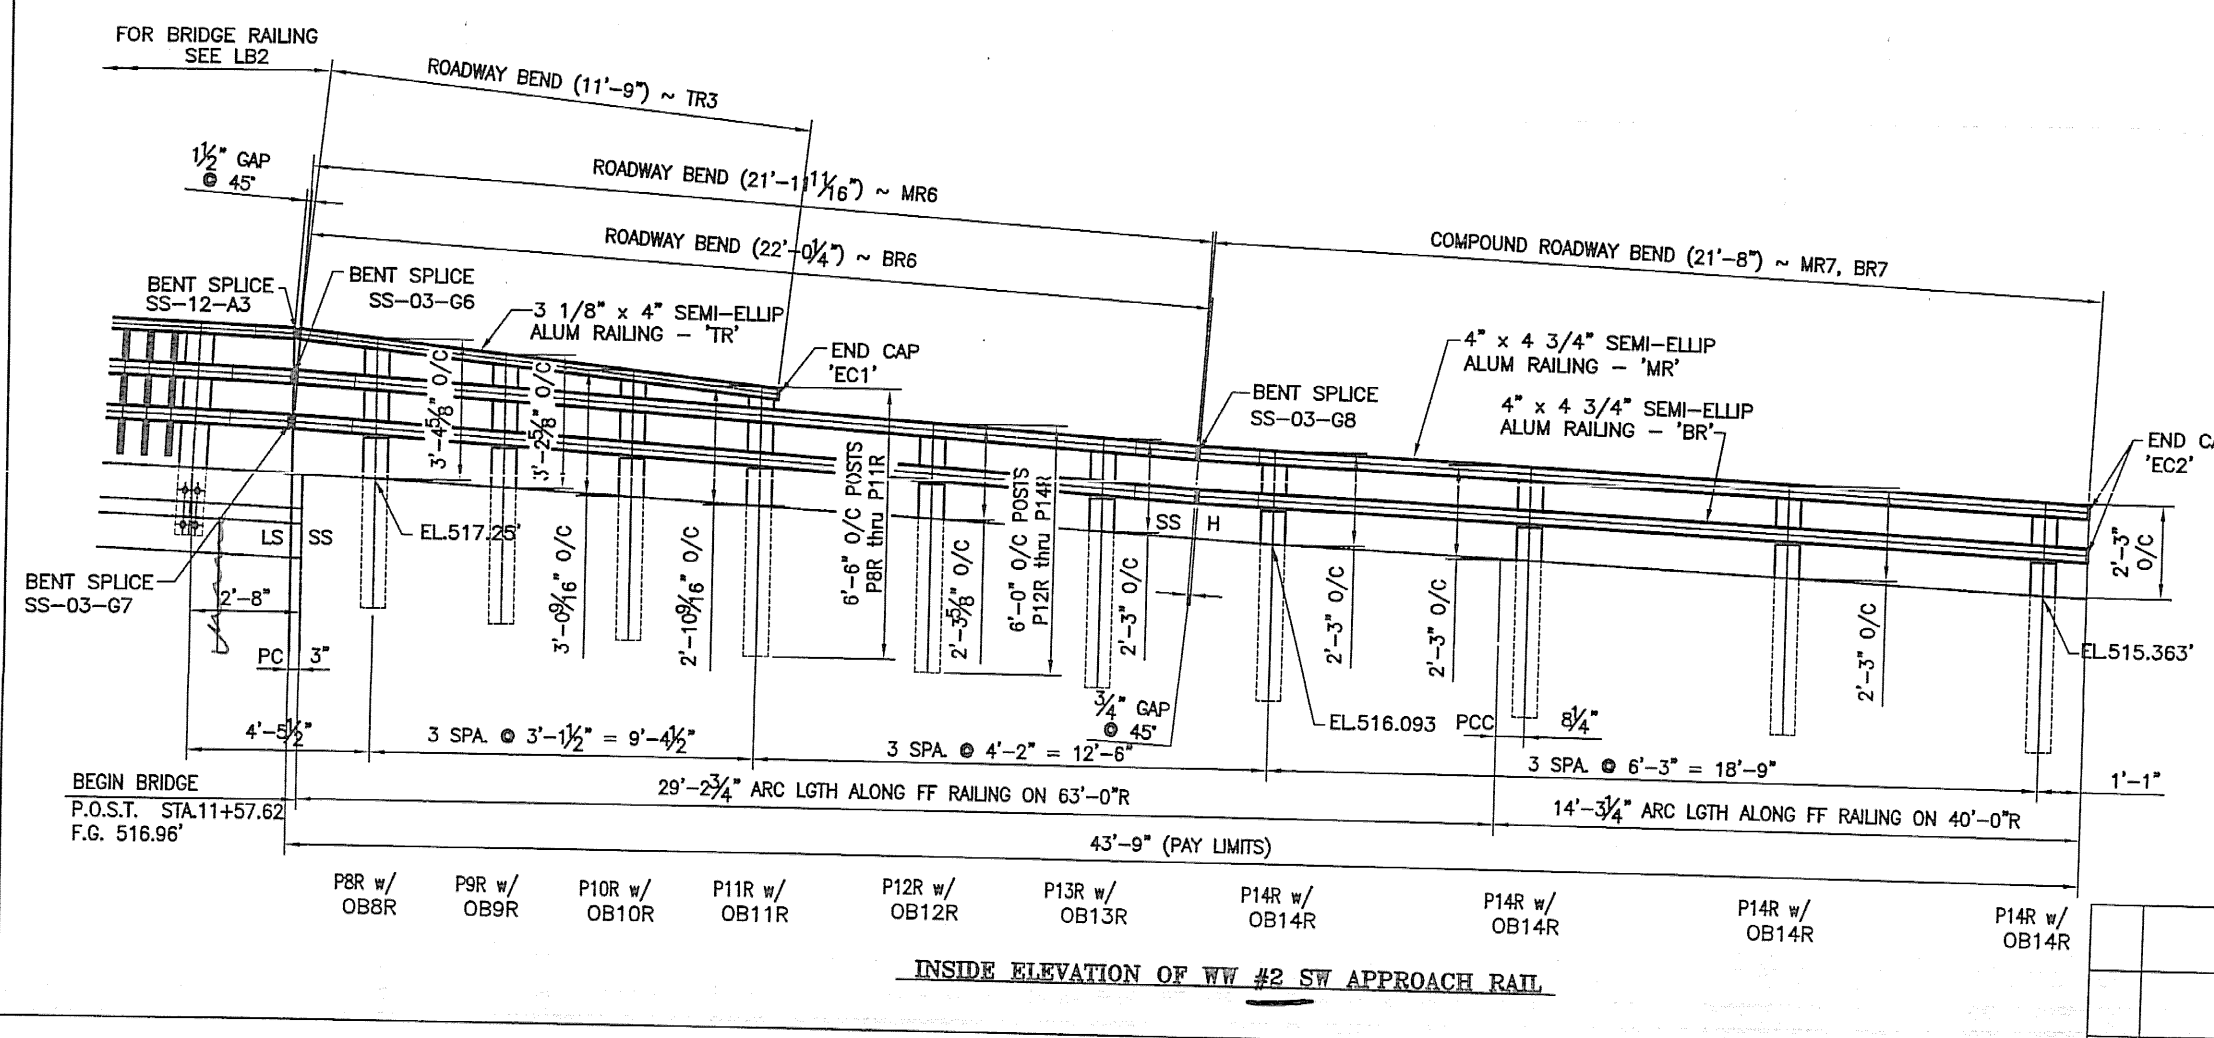 FOR BRIDGE RAILING
SEE LB2
ROADWAY BEND (11'-9") ~ TR3
1½" GAP
@ 45°
ROADWAY BEND (21'-11 11/16") ~ MR6
ROADWAY BEND (22'-0¼") ~ BR6
COMPOUND ROADWAY BEND (21'-8") ~ MR7, BR7
BENT SPLICE
SS-12-A3
BENT SPLICE
SS-03-G6
3 1/8" x 4" SEMI-ELLIP
ALUM RAILING - 'TR'
END CAP
'EC1'
4" x 4 3/4" SEMI-ELLIP
ALUM RAILING - 'MR'
BENT SPLICE
SS-03-G8
4" x 4 3/4" SEMI-ELLIP
ALUM RAILING - 'BR'
END CA
'EC2'
3'-4⅝" O/C
3'-2⅝" O/C
3'-0 9/16" O/C
2'-10 9/16" O/C
6'-6" O/C POSTS
P8R thru P11R
2'-3⅝" O/C
6'-0" O/C POSTS
P12R thru P14R
2'-3" O/C
2'-3" O/C
2'-3" O/C
2'-3" O/C
2'-3"
O/C
LS SS
EL.517.25'
SS H
BENT SPLICE
SS-03-G7
2'-8"
PC 3"
EL.515.363'
¾" GAP
@ 45°
EL.516.093
PCC 8¼"
4'-5½"
3 SPA. @ 3'-1½" = 9'-4½"
3 SPA. @ 4'-2" = 12'-6"
3 SPA. @ 6'-3" = 18'-9"
1'-1"
BEGIN BRIDGE
P.O.S.T. STA.11+57.62
F.G. 516.96'
29'-2¾" ARC LGTH ALONG FF RAILING ON 63'-0"R
14'-3¼" ARC LGTH ALONG FF RAILING ON 40'-0"R
43'-9" (PAY LIMITS)
P8R w/
OB8R
P9R w/
OB9R
P10R w/
OB10R
P11R w/
OB11R
P12R w/
OB12R
P13R w/
OB13R
P14R w/
OB14R
P14R w/
OB14R
P14R w/
OB14R
P14R w/
OB14R
INSIDE ELEVATION OF WW #2 SW APPROACH RAIL